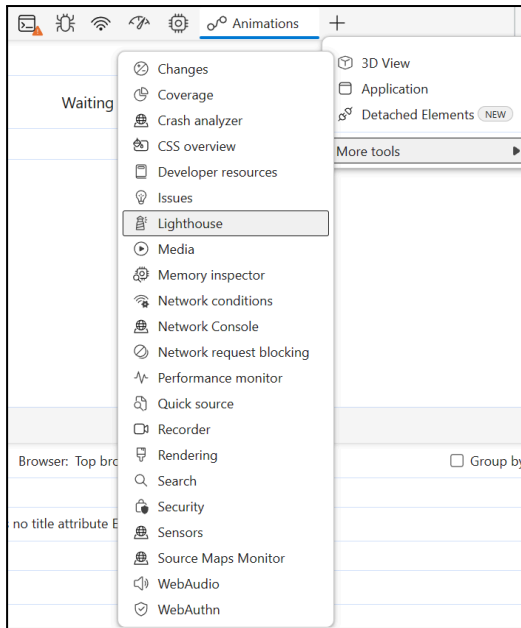 Animations
3D View
Application
Detached Elements NEW
More tools
Waiting
Changes
Coverage
Crash analyzer
CSS overview
Developer resources
Issues
Lighthouse
Media
Memory inspector
Network conditions
Network Console
Network request blocking
Performance monitor
Quick source
Recorder
Rendering
Search
Security
Sensors
Source Maps Monitor
WebAudio
WebAuthn
Browser: Top bro
Group by
s no title attribute E